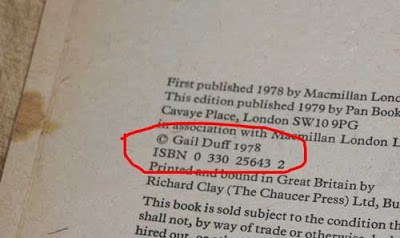 First published 1978 by Macmillan Lond
This edition published 1979 by Pan Book
Cavaye Place, London SW10 9PG
in association with Macmillan London L
© Gail Duff 1978
ISBN 0 330 25643 2
Printed and bound in Great Britain by
Richard Clay (The Chaucer Press) Ltd, Bu
This book is sold subject to the condition th
shall not, by way of trade or otherwise, be
hired out, or